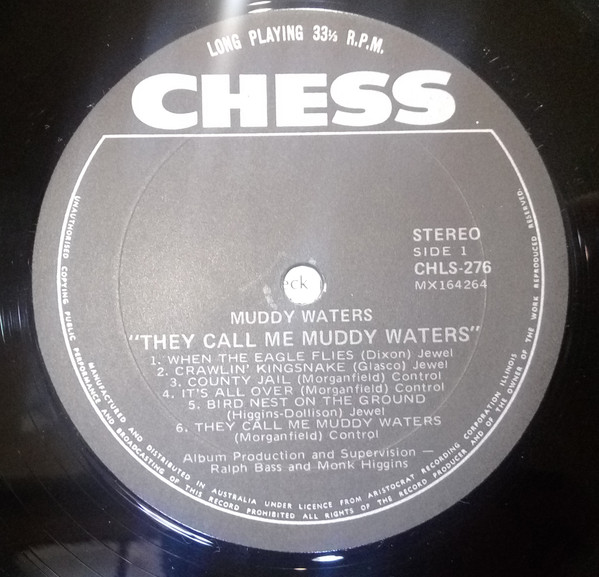 LONG PLAYING 33⅓ R.P.M.
CHESS
STEREO
SIDE 1
CHLS-276
MX164264
eck
MUDDY WATERS
"THEY CALL ME MUDDY WATERS"
1. WHEN THE EAGLE FLIES (Dixon) Jewel
2. CRAWLIN' KINGSNAKE (Glasco) Jewel
3. COUNTY JAIL (Morganfield) Control
4. IT'S ALL OVER (Morganfield) Control
5. BIRD NEST ON THE GROUND
(Higgins-Dollison) Jewel
6. THEY CALL ME MUDDY WATERS
(Morganfield) Control
Album Production and Supervision —
Ralph Bass and Monk Higgins
MANUFACTURED AND DISTRIBUTED IN AUSTRALIA UNDER LICENCE FROM ARISTOCRAT RECORDING CORPORATION ILLINOIS
UNAUTHORISED COPYING PUBLIC PERFORMANCE AND BROADCASTING OF THIS RECORD PROHIBITED ALL RIGHTS OF THE RECORD PRODUCER AND OF THE OWNER OF THE WORK REPRODUCED RESERVED.